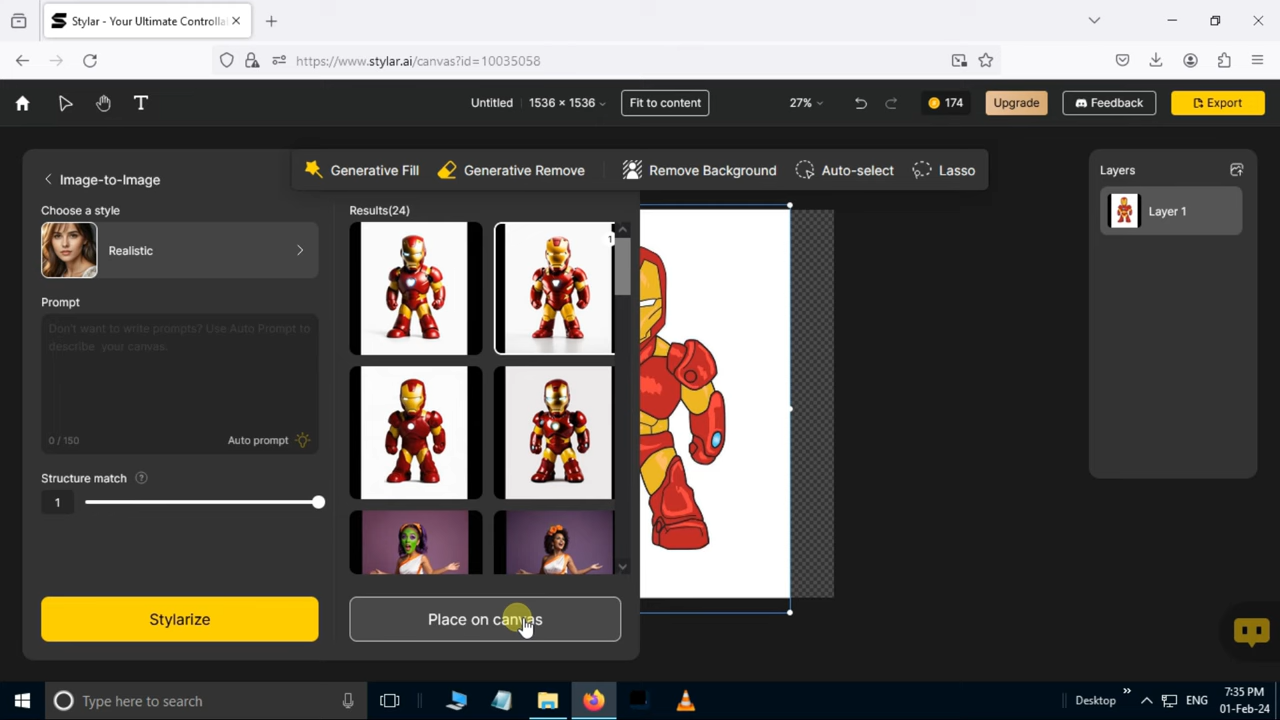 Stylar - Your Ultimate Controlla
https://www.stylar.ai/canvas?id=10035058
T
Untitled
1536 × 1536
Fit to content
27%
174
Upgrade
Feedback
Export
Image-to-Image
Generative Fill
Generative Remove
Remove Background
Auto-select
Lasso
Layers
Layer 1
Choose a style
Realistic
Results(24)
1
Prompt
Don't want to write prompts? Use Auto Prompt to
describe your canvas.
0 / 150
Auto prompt
Structure match
?
1
Stylarize
Place on canvas
Type here to search
Desktop
ENG
7:35 PM
01-Feb-24